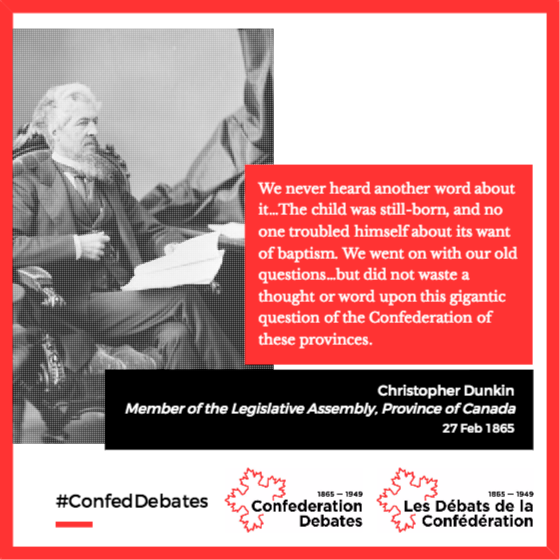 We never heard another word about
it...The child was still-born, and no
one troubled himself about its want
of baptism. We went on with our old
questions...but did not waste a
thought or word upon this gigantic
question of the Confederation of
these provinces.
Christopher Dunkin
Member of the Legislative Assembly, Province of Canada
27 Feb 1865
#ConfedDebates
1865 — 1949
Confederation
Debates
1865 — 1949
Les Débats de la
Confédération